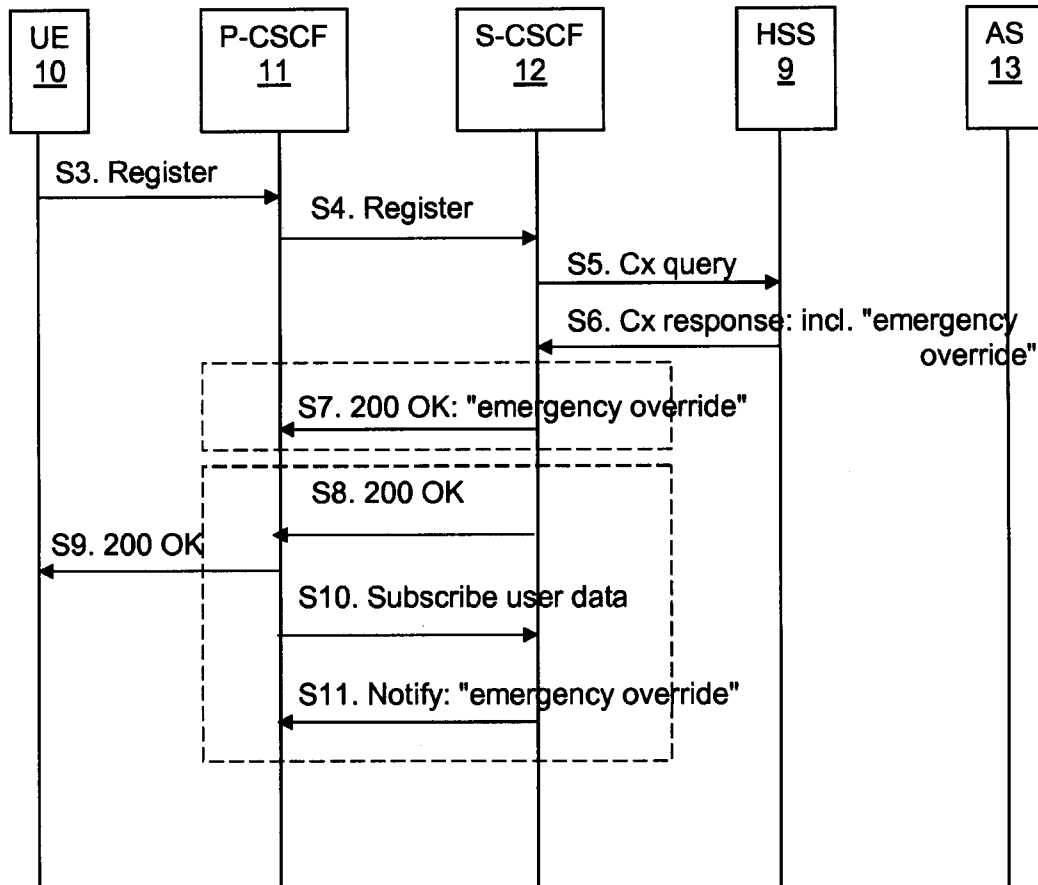 UE
10
P-CSCF
11
S-CSCF
12
HSS
9
AS
13
S3. Register
S4. Register
S5. Cx query
S6. Cx response: incl. "emergency
override"
S7. 200 OK: "emergency override"
S8. 200 OK
S9. 200 OK
S10. Subscribe user data
S11. Notify: "emergency override"